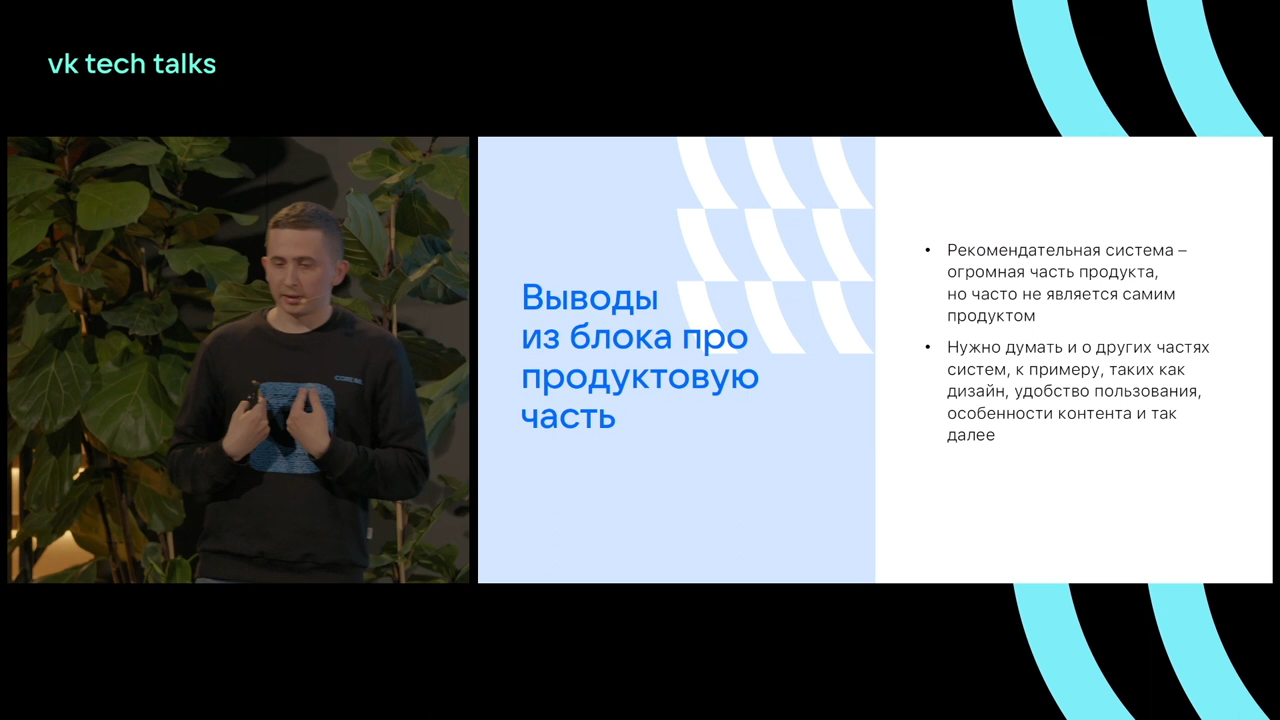 vk tech talks
Выводы
из блока про
продуктовую
часть
• Рекомендательная система –
огромная часть продукта,
но часто не является самим
продуктом
• Нужно думать и о других частях
систем, к примеру, таких как
дизайн, удобство пользования,
особенности контента и так
далее